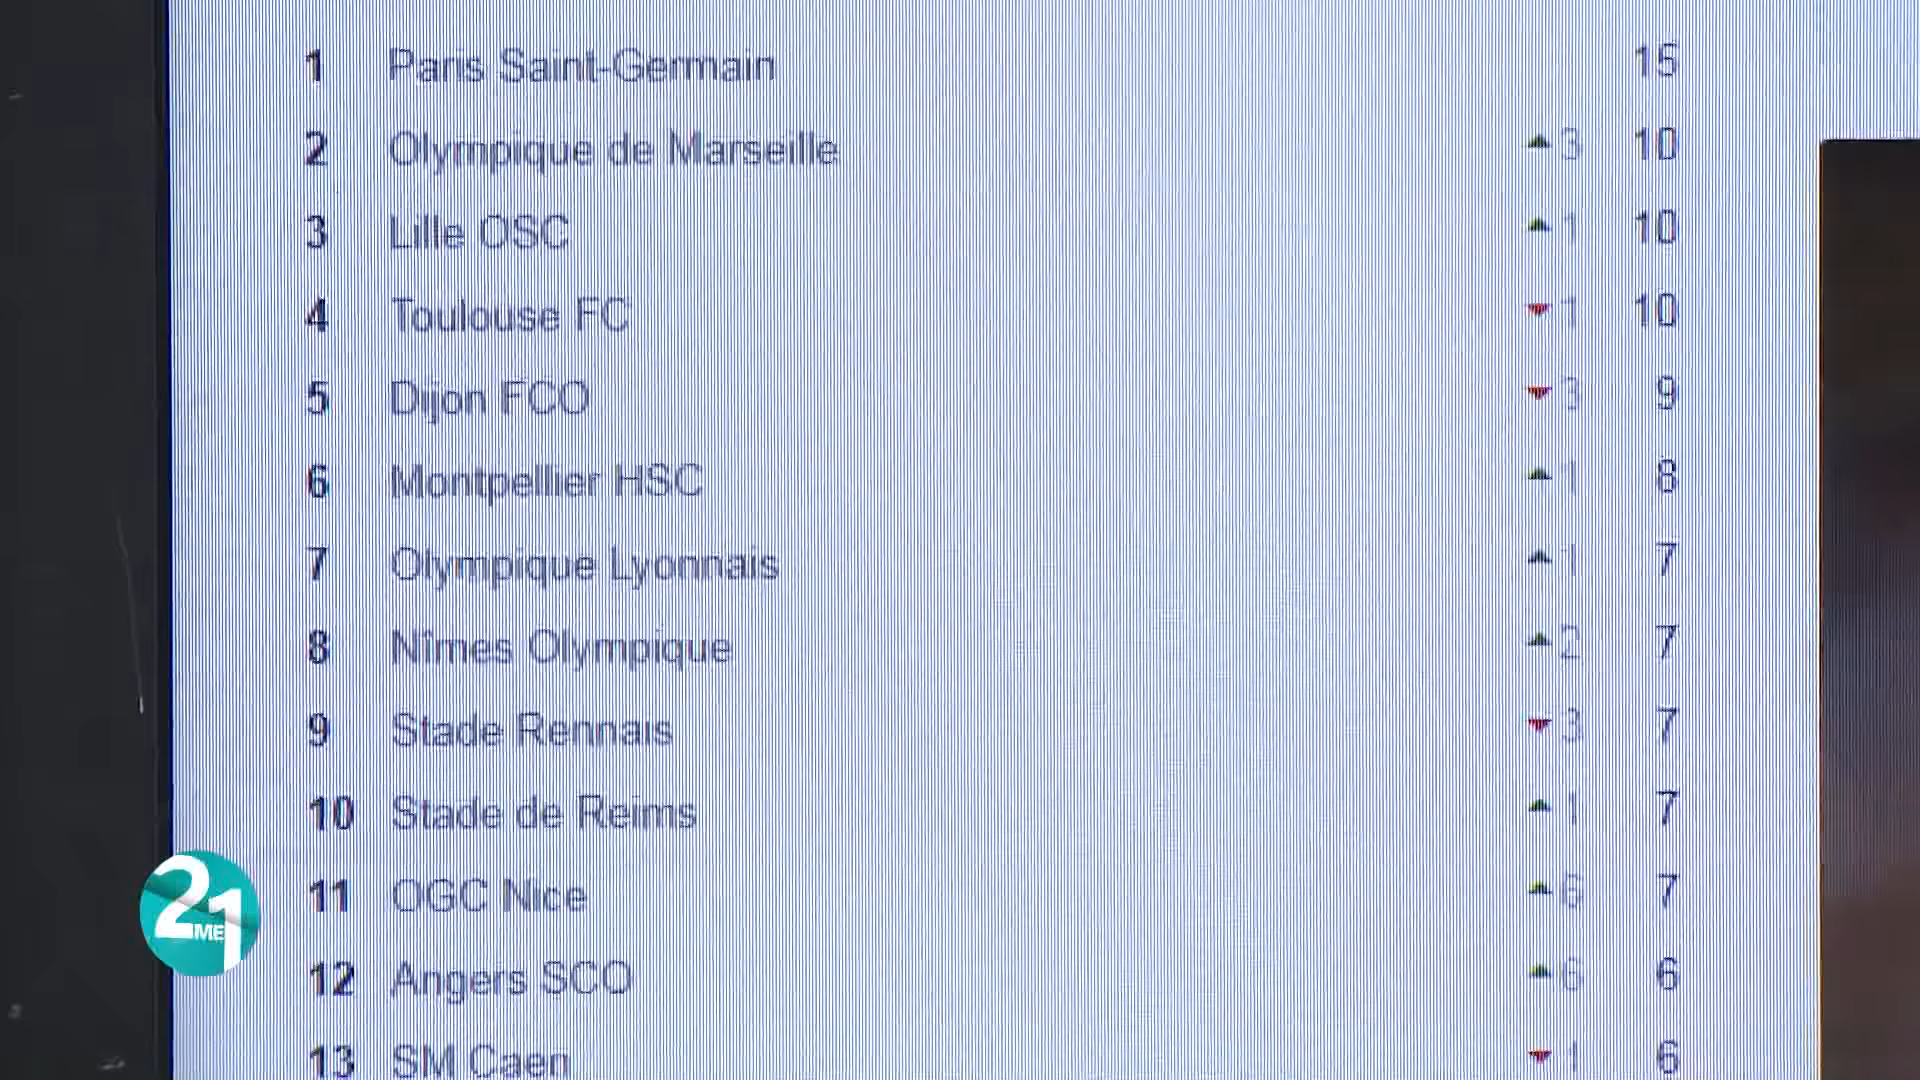 1 Paris Saint-Germain 15
2 Olympique de Marseille 3 10
3 Lille OSC 1 10
4 Toulouse FC 1 10
5 Dijon FCO 3 9
6 Montpellier HSC 1 8
7 Olympique Lyonnais 1 7
8 Nîmes Olympique 2 7
9 Stade Rennais 3 7
10 Stade de Reims 1 7
11 OGC Nice 6 7
12 Angers SCO 6 6
13 SM Caen 1 6
21
ME